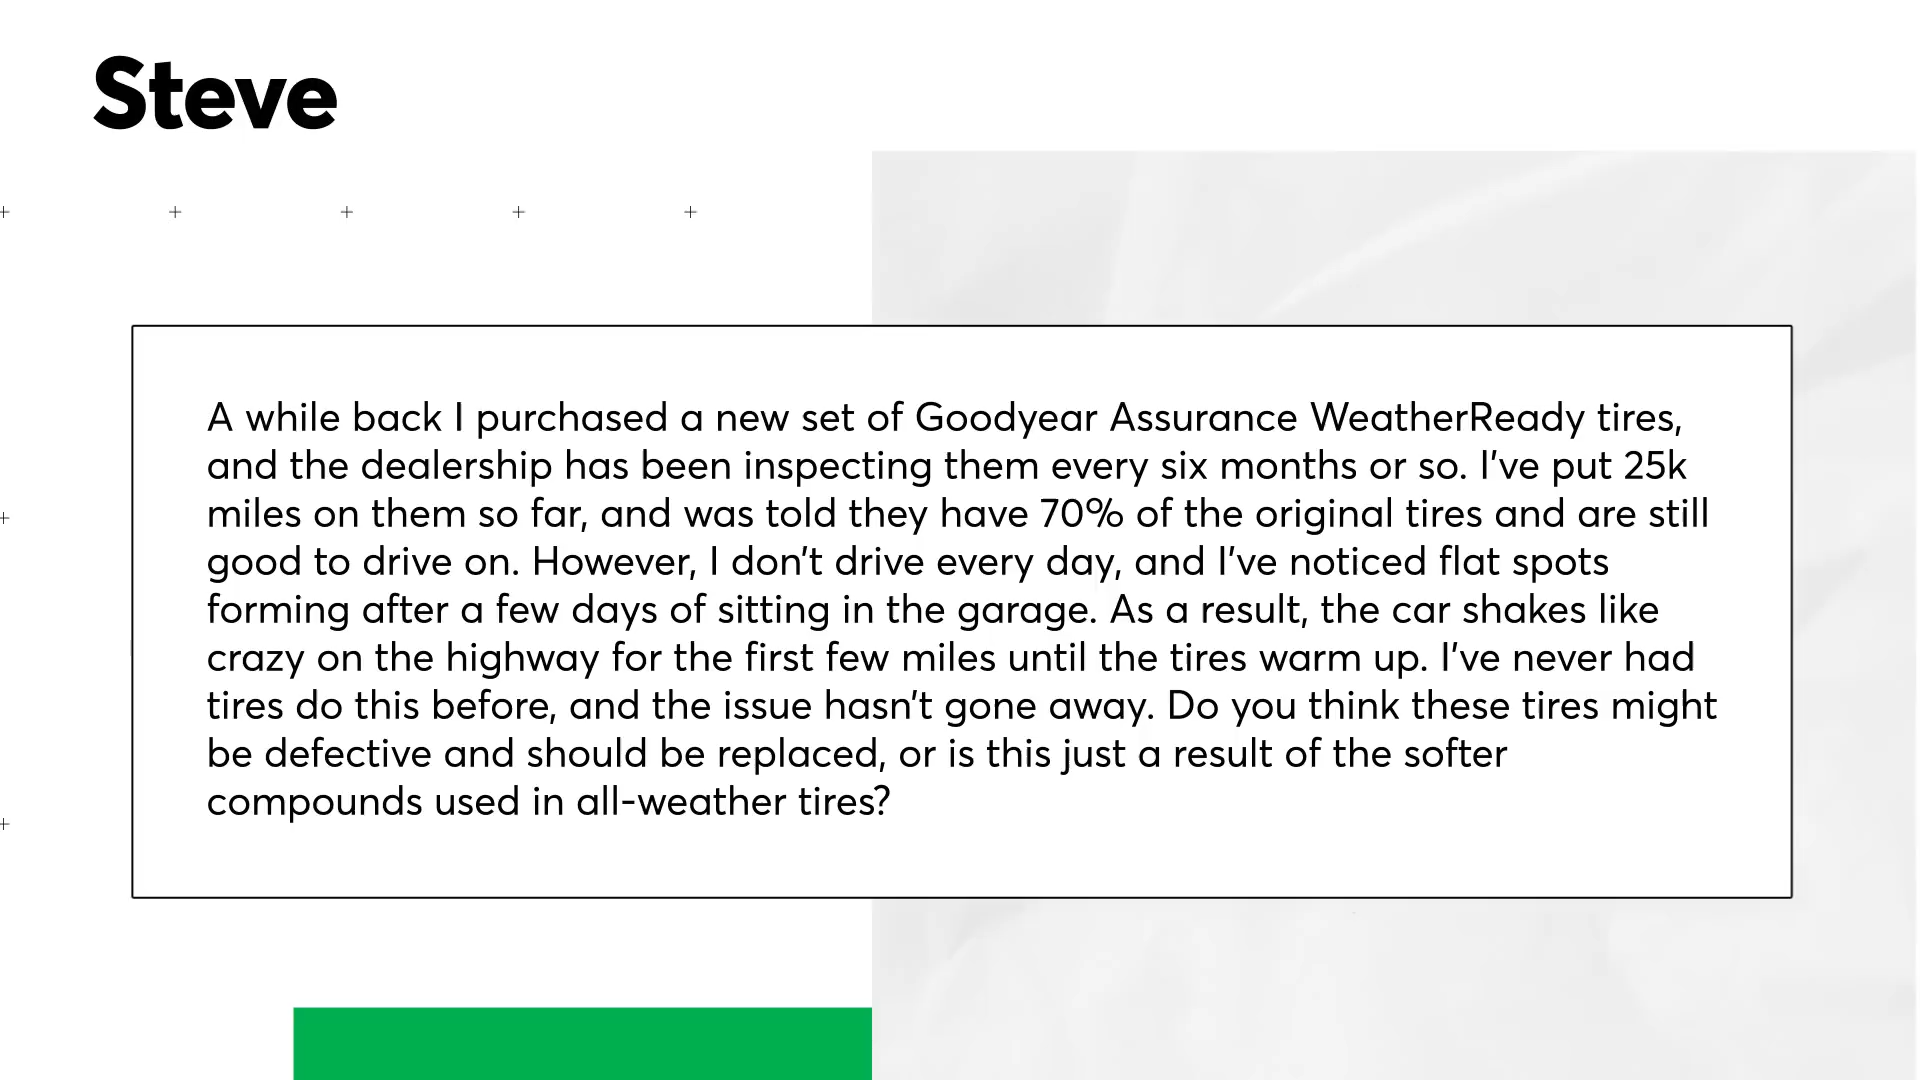 Steve
A while back I purchased a new set of Goodyear Assurance WeatherReady tires,
and the dealership has been inspecting them every six months or so. I've put 25k
miles on them so far, and was told they have 70% of the original tires and are still
good to drive on. However, I don't drive every day, and I've noticed flat spots
forming after a few days of sitting in the garage. As a result, the car shakes like
crazy on the highway for the first few miles until the tires warm up. I've never had
tires do this before, and the issue hasn't gone away. Do you think these tires might
be defective and should be replaced, or is this just a result of the softer
compounds used in all-weather tires?